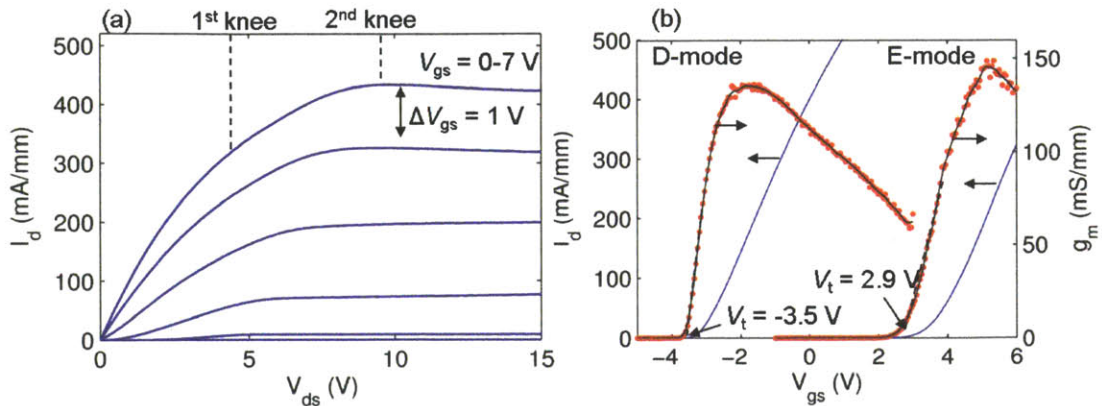 (a)
1st knee
2nd knee
500
400
300
200
100
0
Id (mA/mm)
Vgs = 0-7 V
ΔVgs = 1 V
0
5
10
15
Vds (V)
(b)
500
400
300
200
100
0
Id (mA/mm)
D-mode
E-mode
150
100
50
0
gm (mS/mm)
Vt = 2.9 V
Vt = -3.5 V
−4
−2
0
2
4
6
Vgs (V)